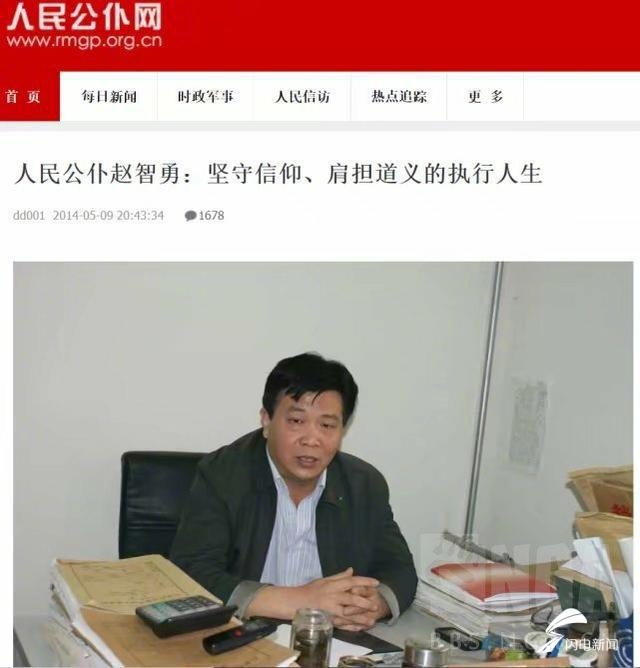 人民公仆网
www.rmgp.org.cn
首 页 每日新闻 时政军事 人民信访 热点追踪 更 多
人民公仆赵智勇：坚守信仰、肩担道义的执行人生
dd001 2014-05-09 20:43:34 1678
闪电新闻